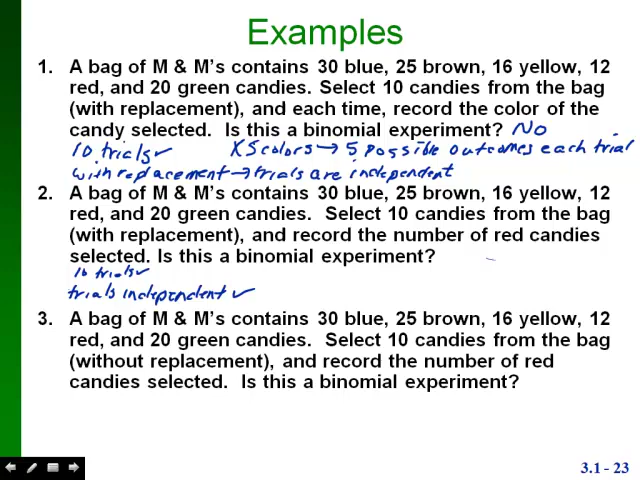 Examples
1. A bag of M & M's contains 30 blue, 25 brown, 16 yellow, 12
red, and 20 green candies. Select 10 candies from the bag
(with replacement), and each time, record the color of the
candy selected. Is this a binomial experiment? NO
10 trials ✓ X 5 colors → 5 possible outcomes each trial
with replacement → trials are independent
2. A bag of M & M's contains 30 blue, 25 brown, 16 yellow, 12
red, and 20 green candies. Select 10 candies from the bag
(with replacement), and record the number of red candies
selected. Is this a binomial experiment?
10 trials ✓
trials independent ✓
3. A bag of M & M's contains 30 blue, 25 brown, 16 yellow, 12
red, and 20 green candies. Select 10 candies from the bag
(without replacement), and record the number of red
candies selected. Is this a binomial experiment?
3.1 - 23